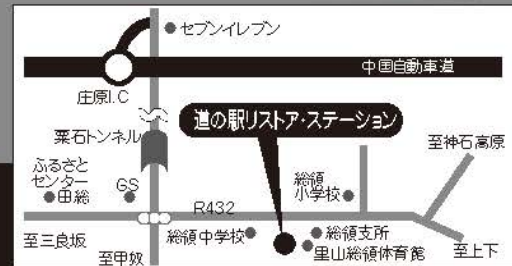 セブンイレブン
中国自動車道
庄原I.C
道の駅リストア・ステーション
粟石トンネル
至神石高原
ふるさと
センター
田総
GS
総領
小学校
R432
総領中学校
総領支所
里山総領体育館
至三良坂
至甲奴
至上下